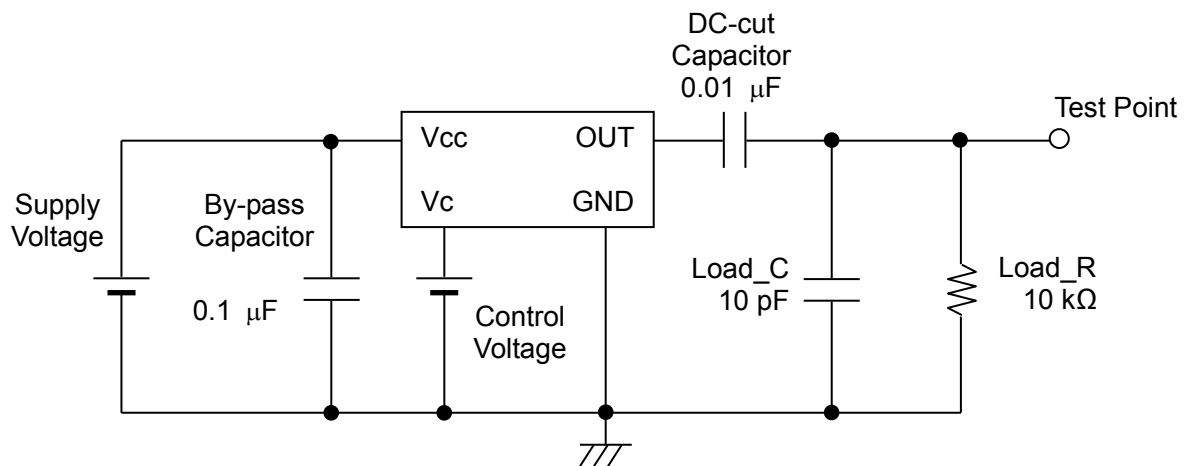 DC-cut
Capacitor
0.01 μF
Test Point
Vcc
OUT
Vc
GND
Supply
Voltage
By-pass
Capacitor
0.1 μF
Control
Voltage
Load_C
10 pF
Load_R
10 kΩ